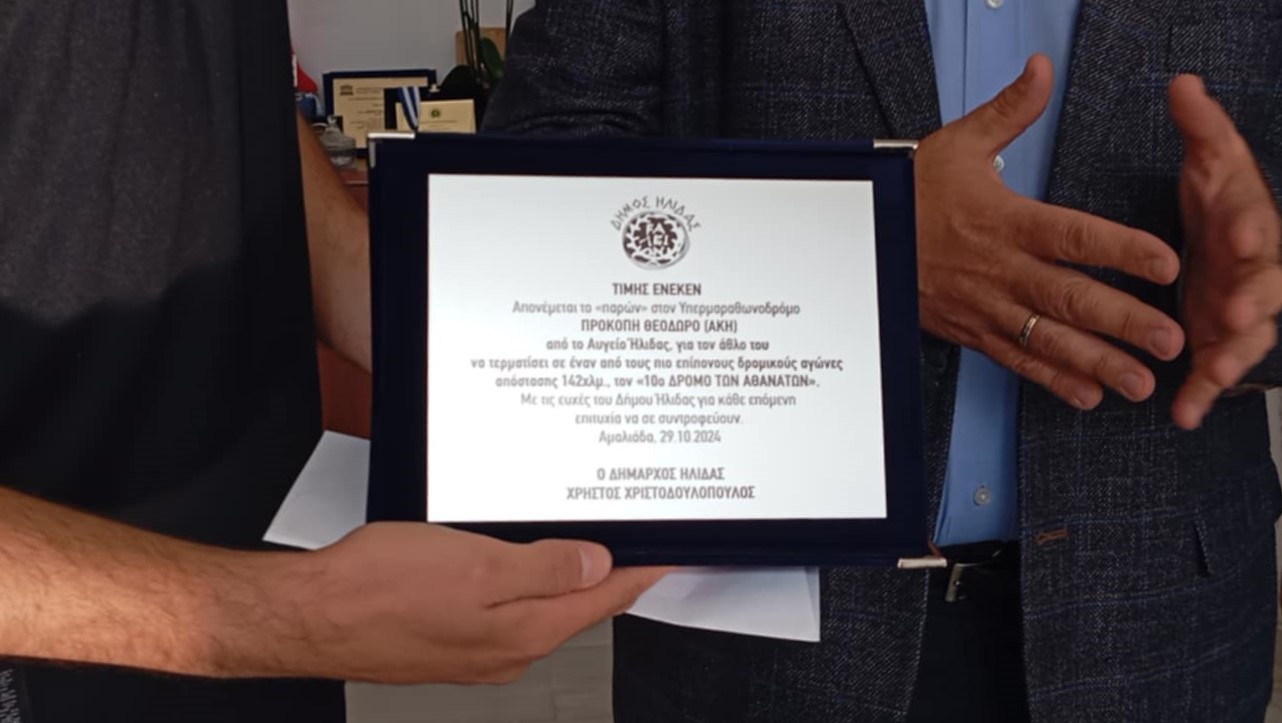 ΔΗΜΟΣ ΗΛΙΔΑΣ
ΤΙΜΗΣ ΕΝΕΚΕΝ
Απονέμεται το «παρών» στον Υπερμαραθωνοδρόμο
ΠΡΟΚΟΠΗ ΘΕΟΔΩΡΟ (ΑΚΗ)
από το Αυγείο Ήλιδας, για τον άθλο του
να τερματίσει σε έναν από τους πιο επίπονους δρομικούς αγώνες
απόστασης 142χλμ., τον «10ο ΔΡΟΜΟ ΤΩΝ ΑΘΑΝΑΤΩΝ».
Με τις ευχές του Δήμου Ήλιδας για κάθε επόμενη
επιτυχία να σε συντροφεύουν.
Αμαλιάδα, 29.10.2024
Ο ΔΗΜΑΡΧΟΣ ΗΛΙΔΑΣ
ΧΡΗΣΤΟΣ ΧΡΙΣΤΟΔΟΥΛΟΠΟΥΛΟΣ